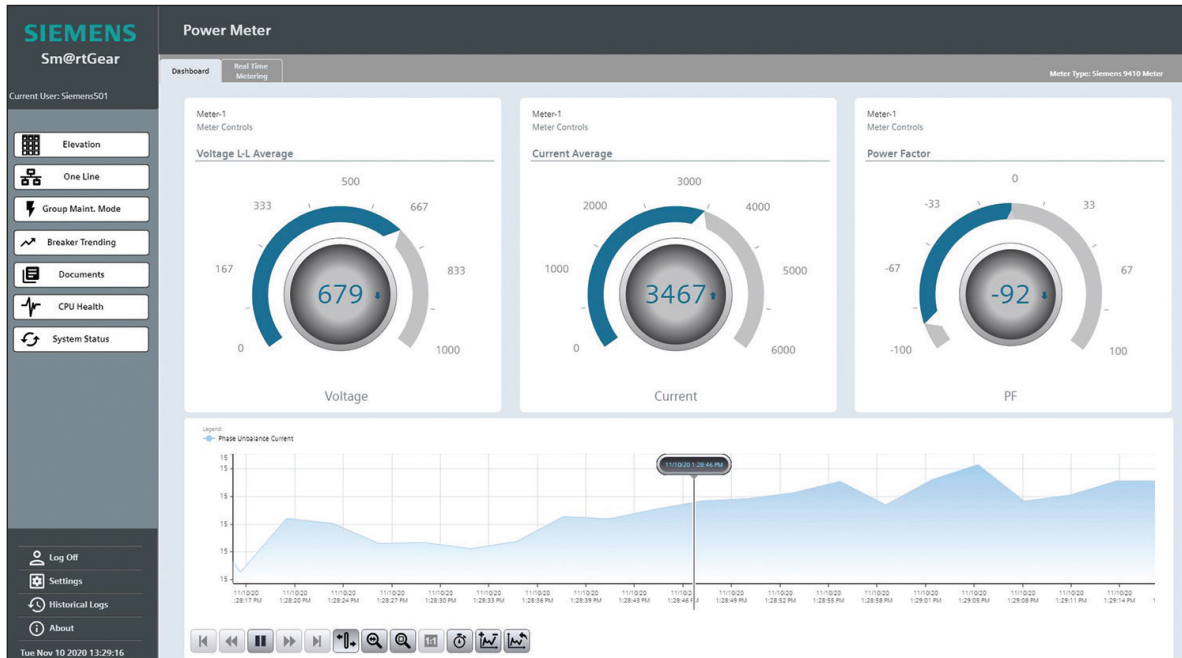 SIEMENS
Sm@rtGear
Current User: Siemens501
Elevation
One Line
Group Maint. Mode
Breaker Trending
Documents
CPU Health
System Status
Log Off
Settings
Historical Logs
About
Tue Nov 10 2020 13:29:16
Power Meter
Dashboard
Real Time
Metering
Meter Type: Siemens 9410 Meter
Meter-1
Meter Controls
Voltage L-L Average
0
167
333
500
667
833
1000
679
Voltage
Meter-1
Meter Controls
Current Average
0
1000
2000
3000
4000
5000
6000
3467
Current
Meter-1
Meter Controls
Power Factor
-100
-67
-33
0
33
67
100
-92
PF
Legend:
Phase Unbalance Current
15
15
15
15
15
11/10/20 1:28:46 PM
11/10/20 11/10/20 11/10/20 11/10/20 11/10/20 11/10/20 11/10/20 11/10/20 11/10/20 11/10/20 11/10/20 11/10/20 11/10/20 11/10/20 11/10/20 11/10/20 11/10/20 11/10/20 11/10/20
:28:17 PM 1:28:20 PM 1:28:24 PM 1:28:27 PM 1:28:30 PM 1:28:33 PM 1:28:36 PM 1:28:39 PM 1:28:43 PM 1:28:46 PM 1:28:49 PM 1:28:52 PM 1:28:55 PM 1:28:58 PM 1:29:01 PM 1:29:05 PM 1:29:08 PM 1:29:11 PM 1:29:14 PM 1